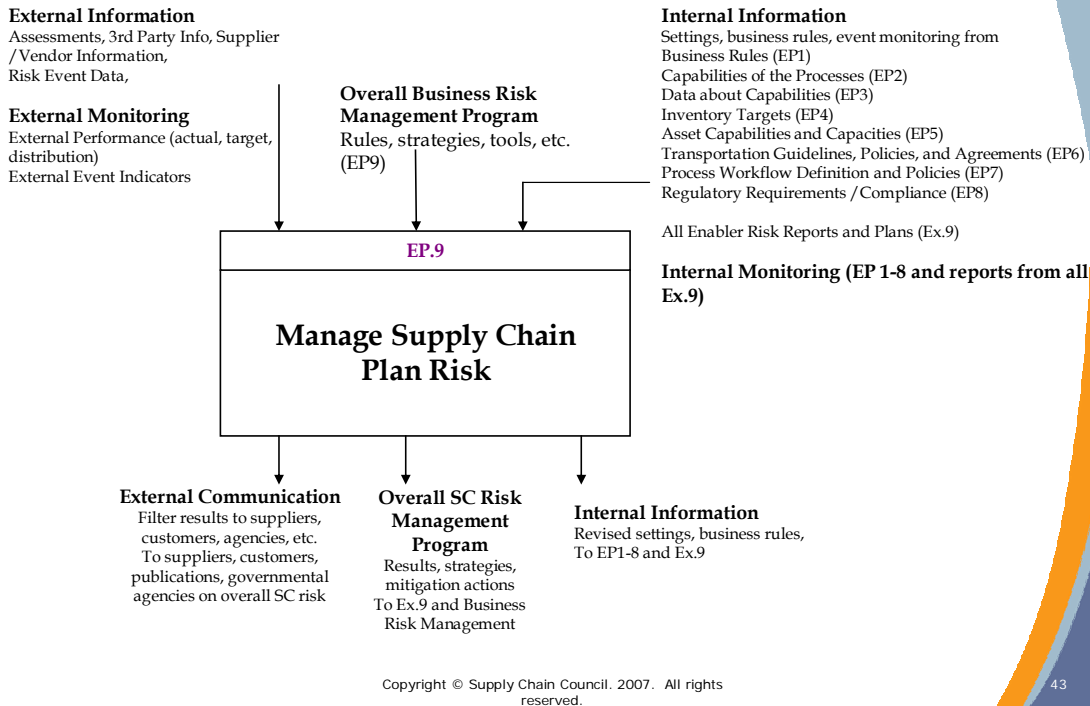 External Information
Assessments, 3rd Party Info, Supplier
/Vendor Information,
Risk Event Data,
External Monitoring
External Performance (actual, target,
distribution)
External Event Indicators
Overall Business Risk
Management Program
Rules, strategies, tools, etc.
(EP9)
Internal Information
Settings, business rules, event monitoring from
Business Rules (EP1)
Capabilities of the Processes (EP2)
Data about Capabilities (EP3)
Inventory Targets (EP4)
Asset Capabilities and Capacities (EP5)
Transportation Guidelines, Policies, and Agreements (EP6)
Process Workflow Definition and Policies (EP7)
Regulatory Requirements /Compliance (EP8)
All Enabler Risk Reports and Plans (Ex.9)
Internal Monitoring (EP 1-8 and reports from all
Ex.9)
EP.9
Manage Supply Chain
Plan Risk
External Communication
Filter results to suppliers,
customers, agencies, etc.
To suppliers, customers,
publications, governmental
agencies on overall SC risk
Overall SC Risk
Management
Program
Results, strategies,
mitigation actions
To Ex.9 and Business
Risk Management
Internal Information
Revised settings, business rules,
To EP1-8 and Ex.9
Copyright © Supply Chain Council. 2007. All rights
reserved.
43